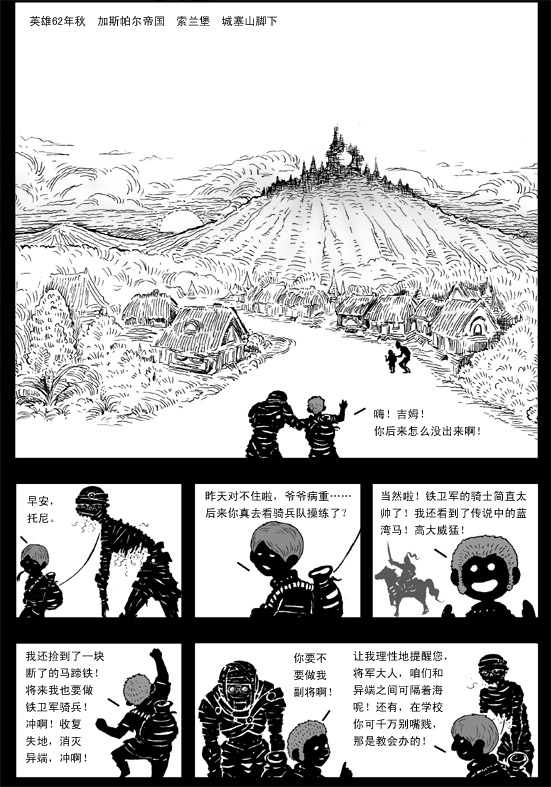 英雄62年秋　加斯帕尔帝国　索兰堡　城塞山脚下
嗨！吉姆！
你后来怎么没出来啊！
早安，
托尼。
昨天对不住啦，爷爷病重……
后来你真去看骑兵队操练了？
当然啦！铁卫军的骑士简直太
帅了！我还看到了传说中的蓝
湾马！高大威猛！
我还捡到了一块
断了的马蹄铁！
将来我也要做
铁卫军骑兵！
冲啊！收复
失地，消灭
异端，冲啊！
你要不
要做我
副将啊！
让我理性地提醒您，
将军大人，咱们和
异端之间可隔着海
呢！还有，在学校
你可千万别嘴贱，
那是教会办的！